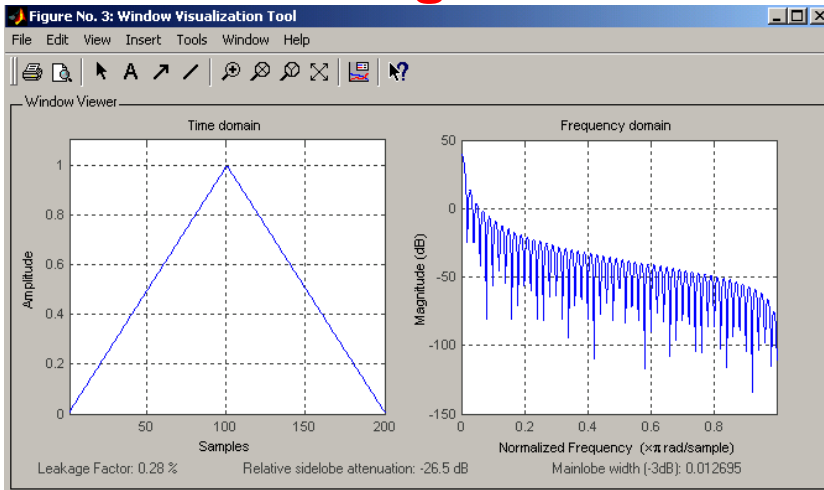 Figure No. 3: Window Visualization Tool
File Edit View Insert Tools Window Help
A
Window Viewer
Time domain
Amplitude
1
0.8
0.6
0.4
0.2
0
50
100
150
200
Samples
Frequency domain
Magnitude (dB)
50
0
-50
-100
-150
0
0.2
0.4
0.6
0.8
Normalized Frequency (×π rad/sample)
Leakage Factor: 0.28 %
Relative sidelobe attenuation: -26.5 dB
Mainlobe width (-3dB): 0.012695